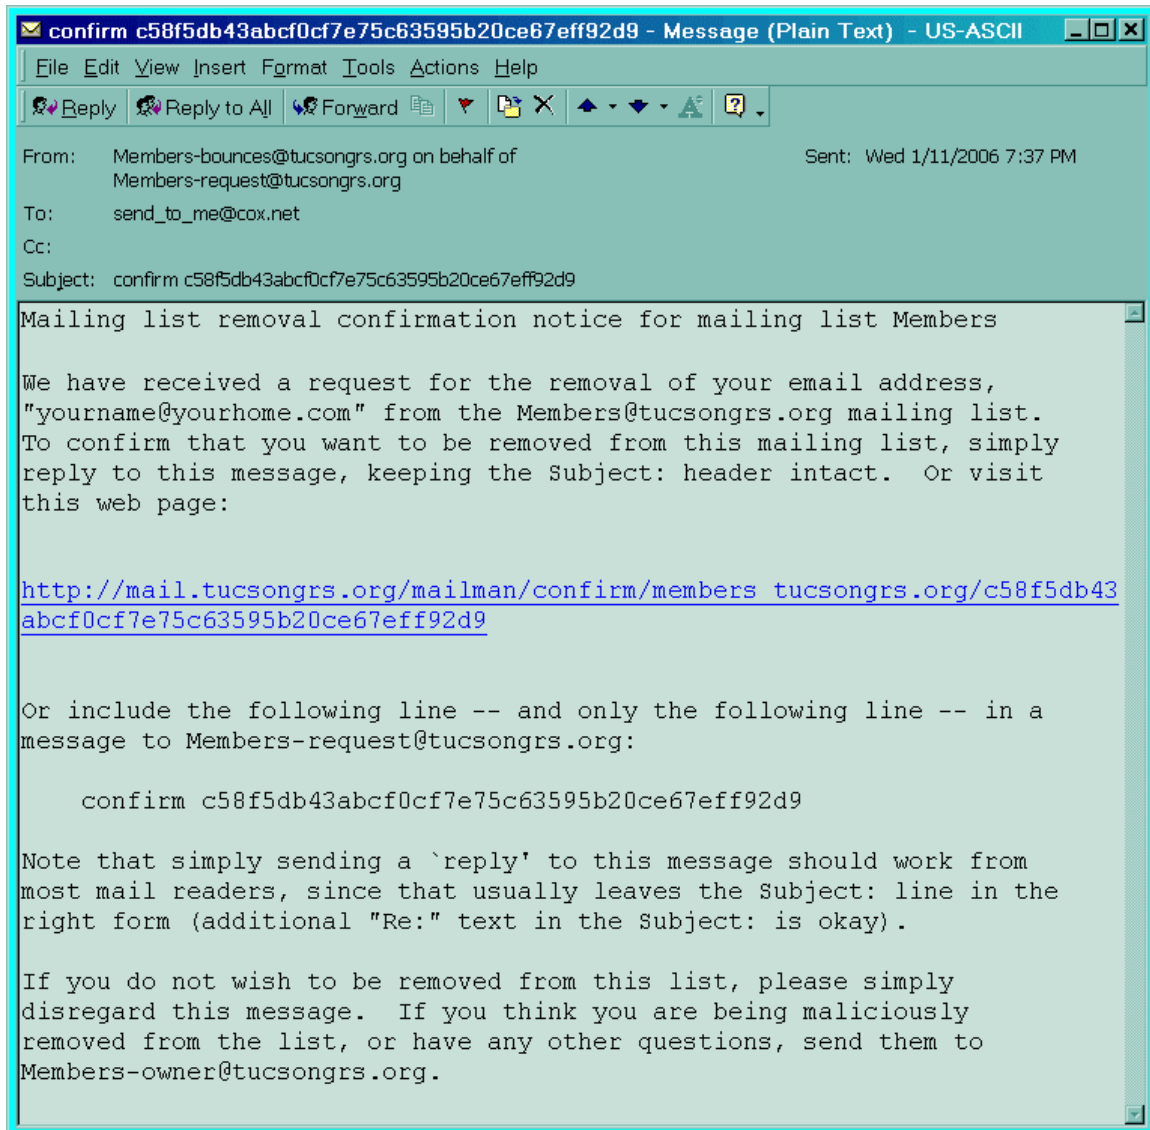 confirm c58f5db43abcf0cf7e75c63595b20ce67eff92d9 - Message (Plain Text) - US-ASCII
File Edit View Insert Format Tools Actions Help
Reply Reply to All Forward
From: Members-bounces@tucsongrs.org on behalf of Sent: Wed 1/11/2006 7:37 PM
Members-request@tucsongrs.org
To: send_to_me@cox.net
Cc:
Subject: confirm c58f5db43abcf0cf7e75c63595b20ce67eff92d9
Mailing list removal confirmation notice for mailing list Members
We have received a request for the removal of your email address,
"yourname@yourhome.com" from the Members@tucsongrs.org mailing list.
To confirm that you want to be removed from this mailing list, simply
reply to this message, keeping the Subject: header intact.  Or visit
this web page:
http://mail.tucsongrs.org/mailman/confirm/members_tucsongrs.org/c58f5db43
abcf0cf7e75c63595b20ce67eff92d9
Or include the following line -- and only the following line -- in a
message to Members-request@tucsongrs.org:
confirm c58f5db43abcf0cf7e75c63595b20ce67eff92d9
Note that simply sending a `reply' to this message should work from
most mail readers, since that usually leaves the Subject: line in the
right form (additional "Re:" text in the Subject: is okay).
If you do not wish to be removed from this list, please simply
disregard this message.  If you think you are being maliciously
removed from the list, or have any other questions, send them to
Members-owner@tucsongrs.org.